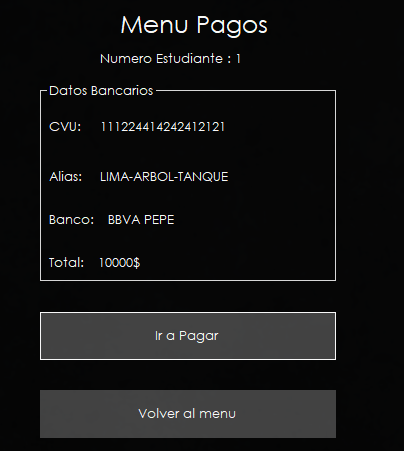 Menu Pagos
Numero Estudiante : 1
Datos Bancarios
CVU: 111224414242412121
Alias: LIMA-ARBOL-TANQUE
Banco: BBVA PEPE
Total: 10000$
Ir a Pagar
Volver al menu